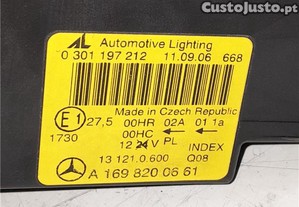 CustoJusto.pt
AL Automotive Lighting
0 301 197 212 11.09.06 668
Made in Czech Republic
E1 27,5 00HR 02A 01 1a
1730 00HC ← ←
12 24 V PL INDEX
13 121.0.600 Q08
A 169 820 06 61